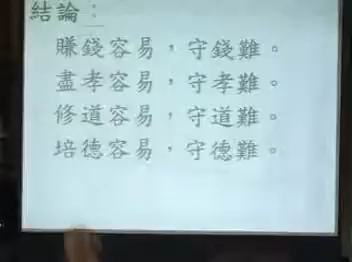 結論：
賺錢容易，守錢難。
盡孝容易，守孝難。
修道容易，守道難。
培德容易，守德難。